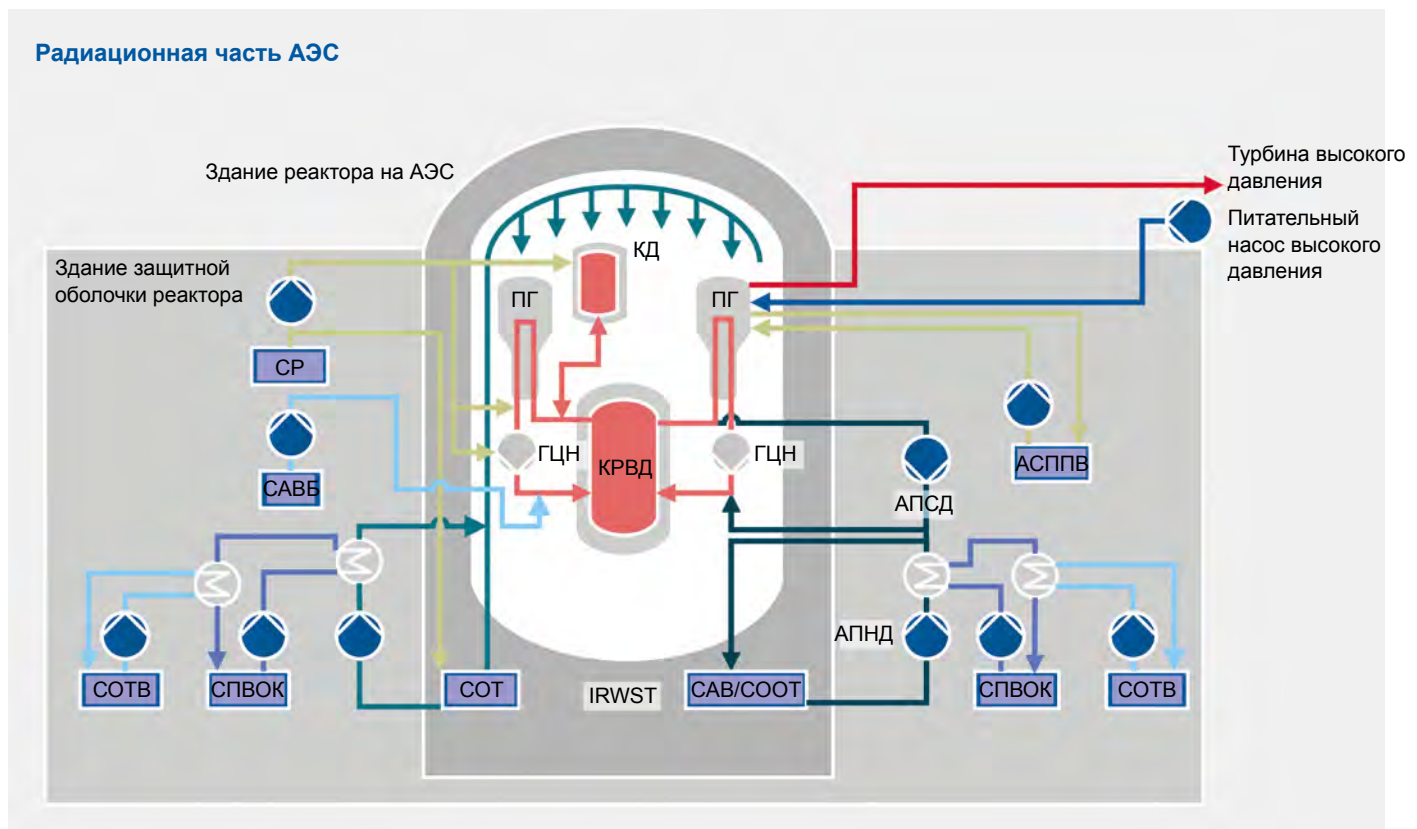 Радиационная часть АЭС
Здание реактора на АЭС
Турбина высокого
давления
Питательный
насос высокого
давления
Здание защитной
оболочки реактора
КД
ПГ
ПГ
СР
ГЦН
КРВД
ГЦН
АСППВ
САВБ
АПСД
АПНД
СОТВ
СПВОК
СОТ
IRWST
САВ/СООТ
СПВОК
СОТВ